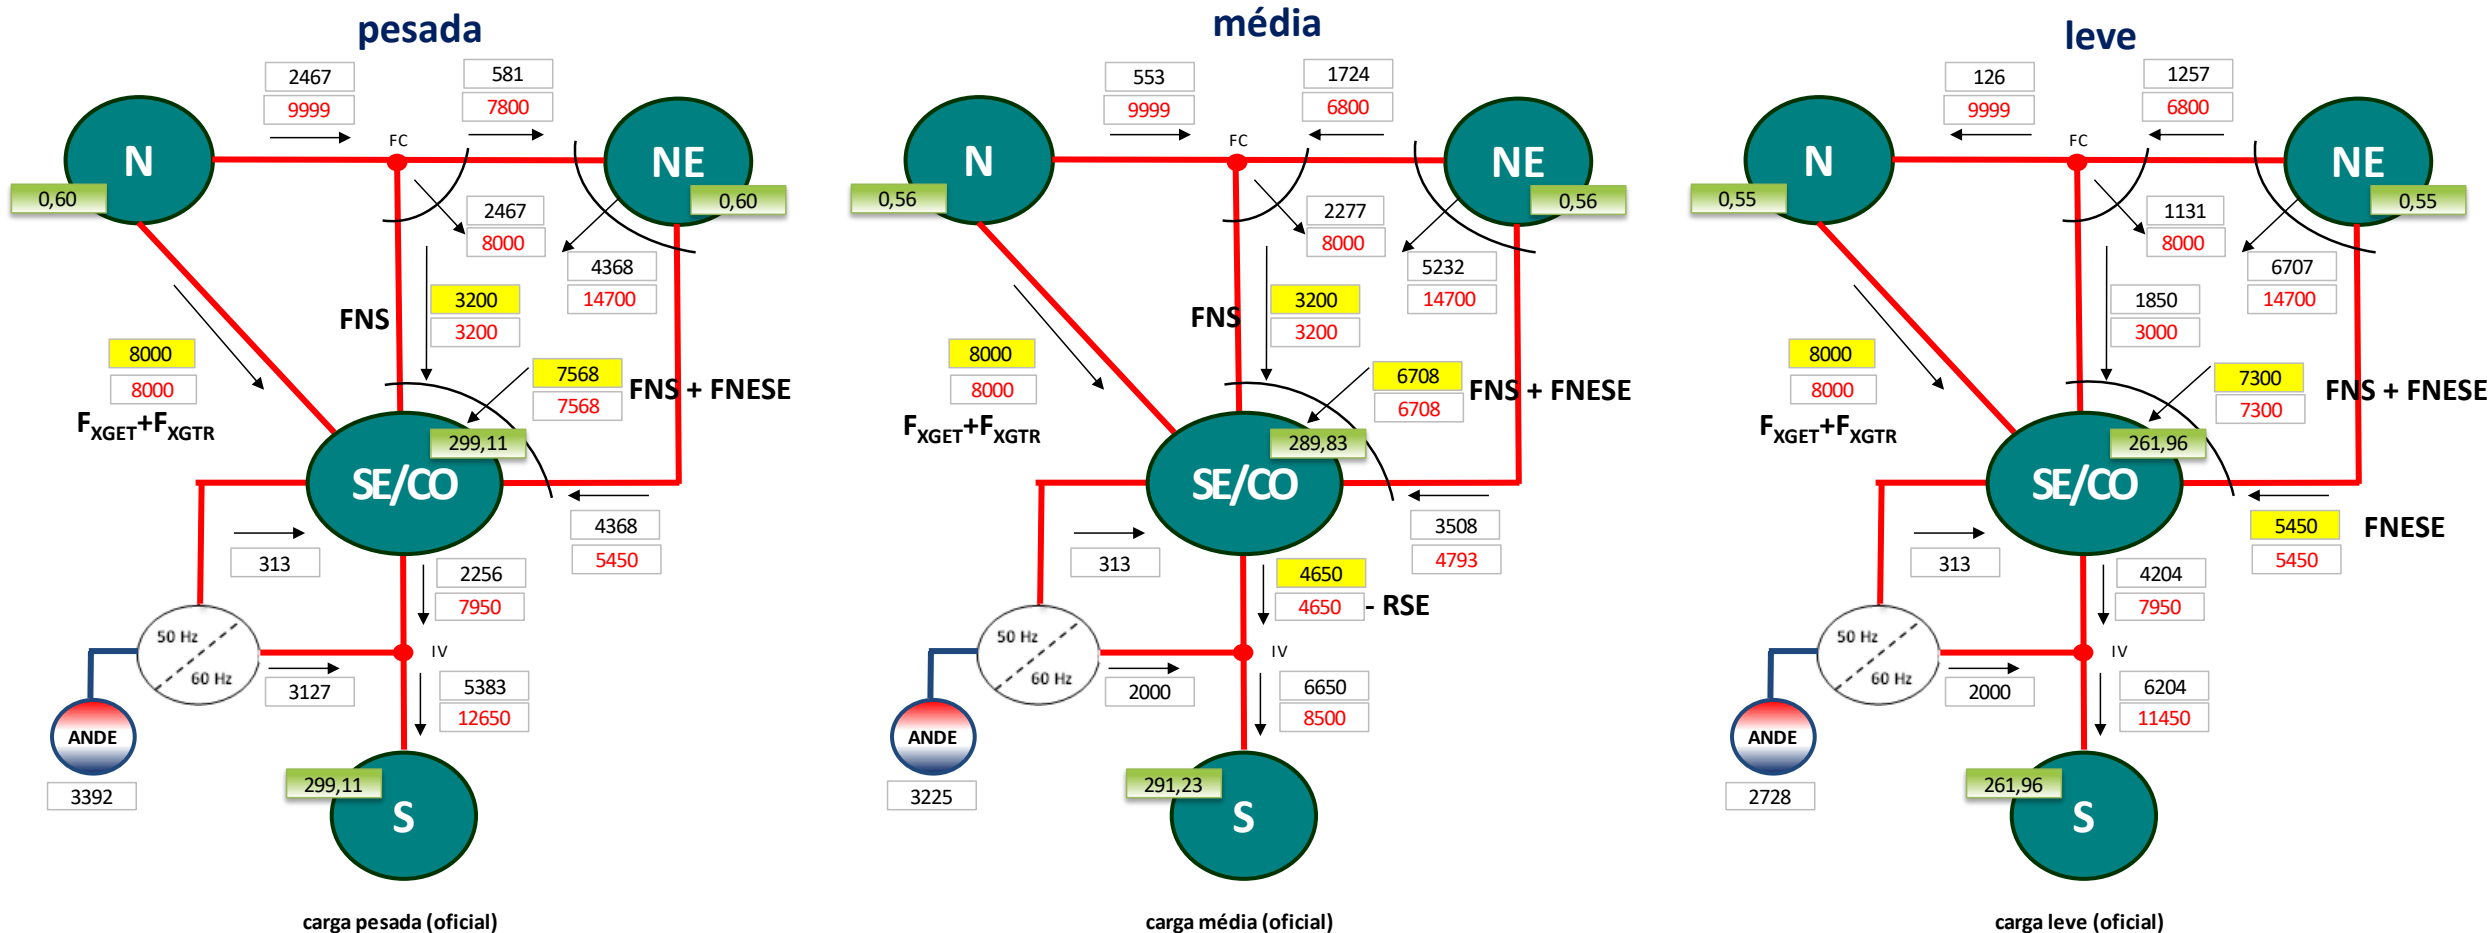 pesada
2467
9999
581
7800
FC
N
NE
0,60
0,60
2467
8000
4368
14700
3200
3200
FNS
8000
8000
F_XGET+F_XGTR
7568
7568
FNS + FNESE
299,11
SE/CO
4368
5450
313
2256
7950
50 Hz
60 Hz
IV
3127
5383
12650
ANDE
3392
299,11
S
carga pesada (oficial)
média
553
9999
1724
6800
FC
N
NE
0,56
0,56
2277
8000
5232
14700
3200
3200
FNS
8000
8000
F_XGET+F_XGTR
6708
6708
FNS + FNESE
289,83
SE/CO
3508
4793
313
4650
4650 - RSE
50 Hz
60 Hz
IV
2000
6650
8500
ANDE
3225
291,23
S
carga média (oficial)
leve
126
9999
1257
6800
FC
N
NE
0,55
0,55
1131
8000
6707
14700
1850
3000
8000
8000
F_XGET+F_XGTR
7300
7300
FNS + FNESE
261,96
SE/CO
5450
5450
FNESE
313
4204
7950
50 Hz
60 Hz
IV
2000
6204
11450
ANDE
2728
261,96
S
carga leve (oficial)